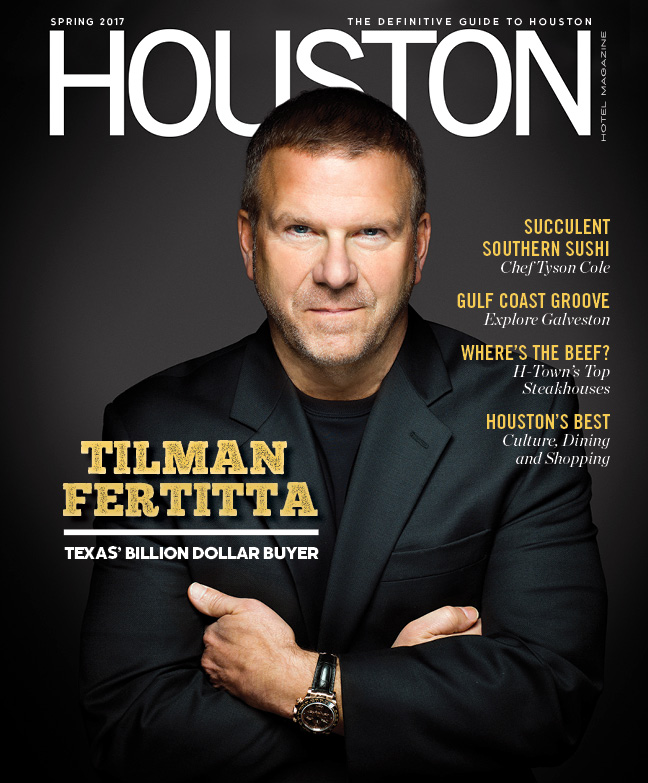 SPRING 2017
THE DEFINITIVE GUIDE TO HOUSTON
HOUSTON
HOTEL MAGAZINE
SUCCULENT
SOUTHERN SUSHI
Chef Tyson Cole
GULF COAST GROOVE
Explore Galveston
WHERE'S THE BEEF?
H-Town's Top
Steakhouses
HOUSTON'S BEST
Culture, Dining
and Shopping
TILMAN
FERTITTA
TEXAS' BILLION DOLLAR BUYER